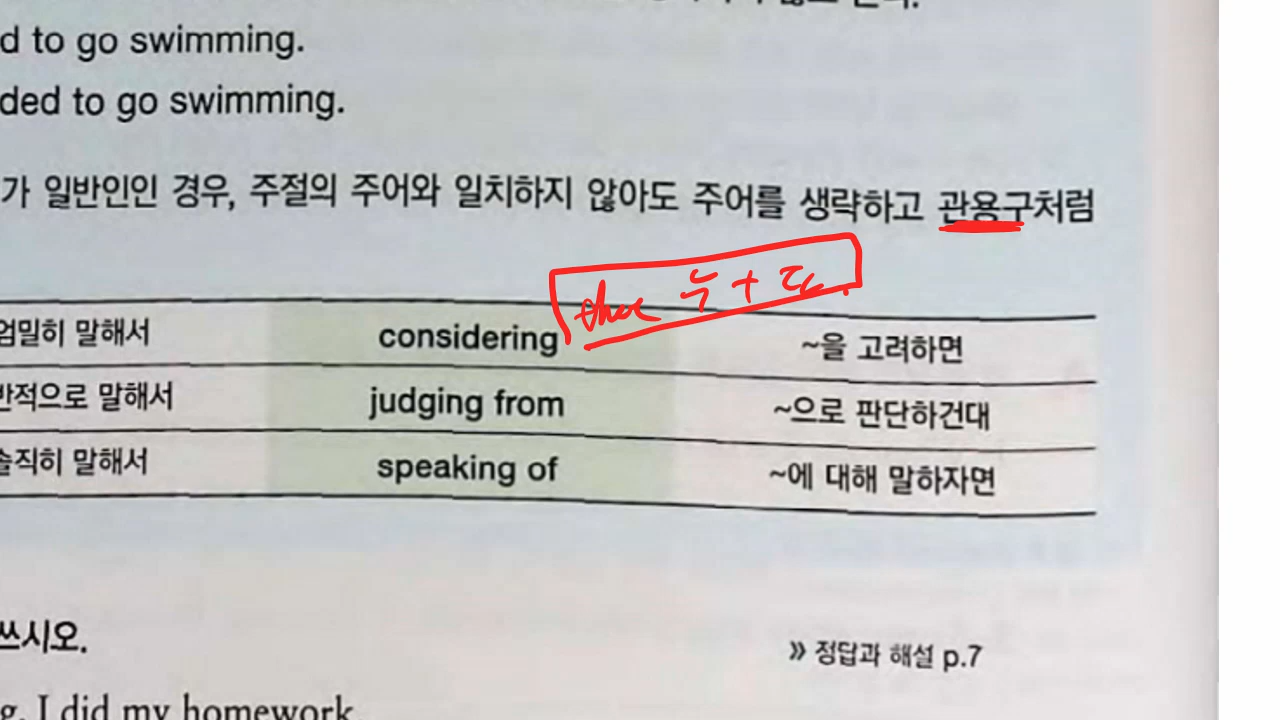 d to go swimming.
ded to go swimming.
가 일반인인 경우, 주절의 주어와 일치하지 않아도 주어를 생략하고 관용구처럼
엄밀히 말해서 considering ~을 고려하면
반적으로 말해서 judging from ~으로 판단하건대
솔직히 말해서 speaking of ~에 대해 말하자면
쓰시오.
» 정답과 해설 p.7
g, I did my homework